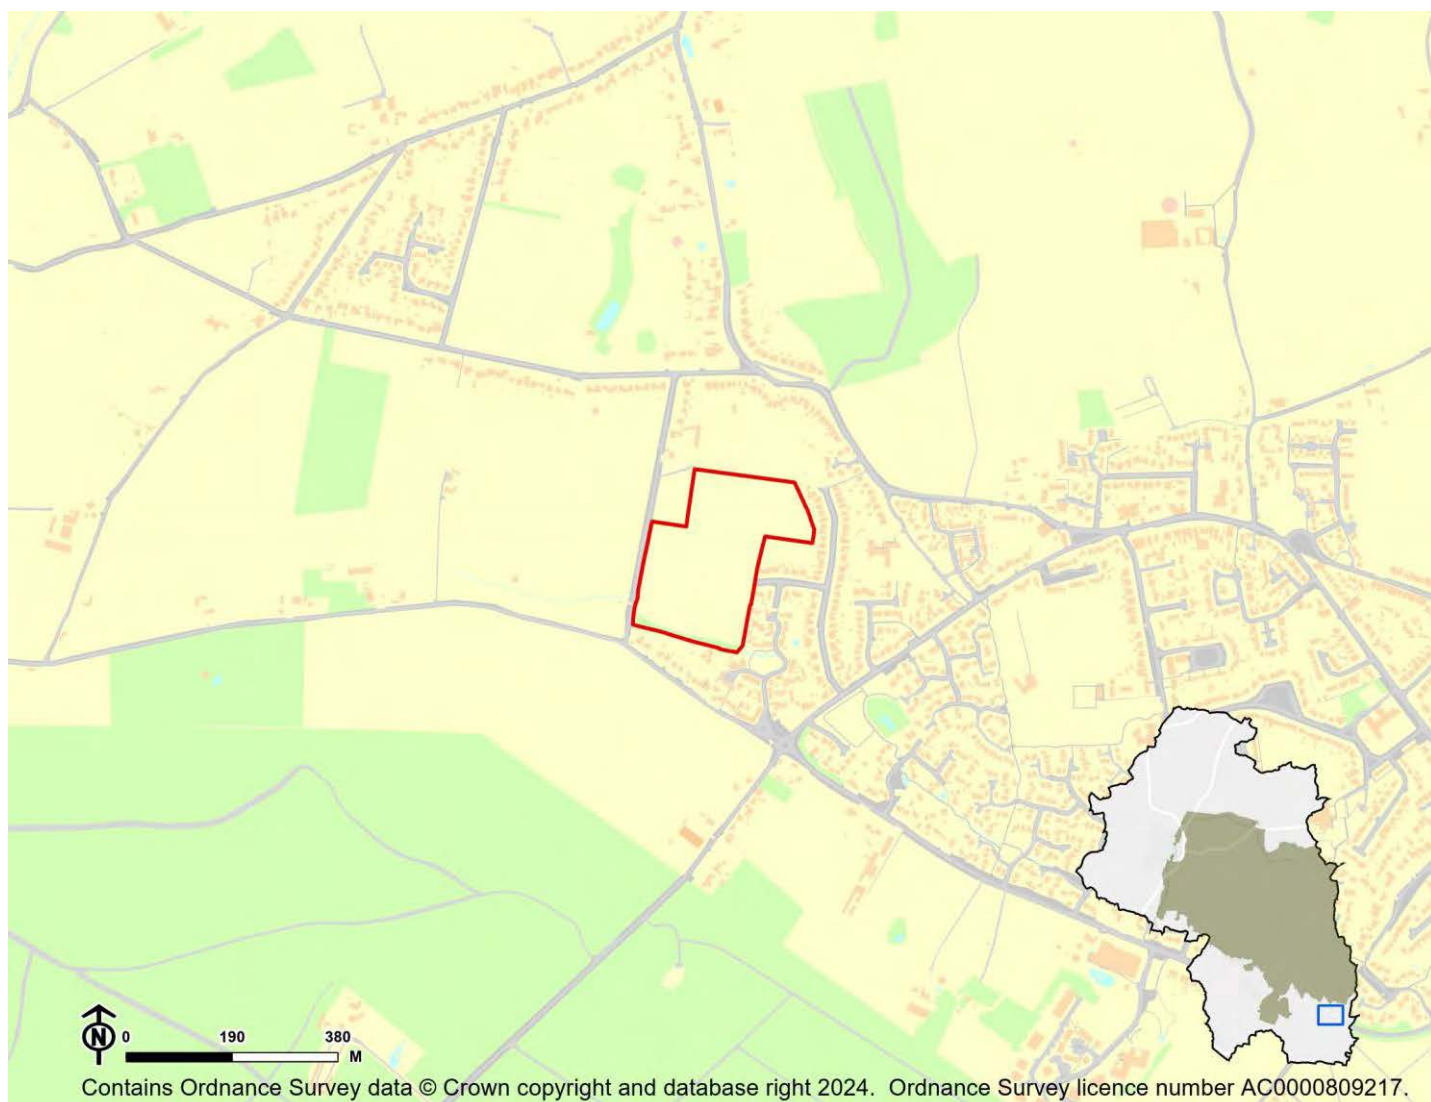 N
0 190 380
M
Contains Ordnance Survey data © Crown copyright and database right 2024. Ordnance Survey licence number AC0000809217.